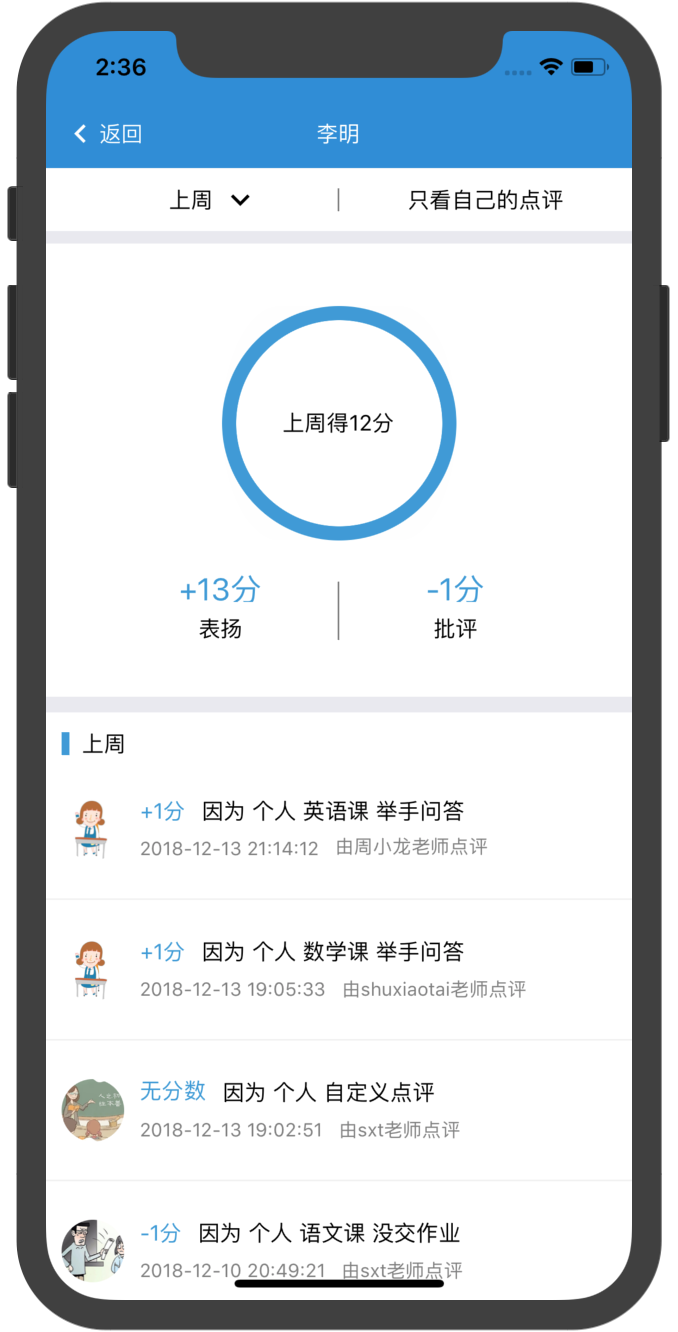 2:36
返回 李明
上周 只看自己的点评
上周得12分
+13分 -1分
表扬 批评
上周
+1分 因为 个人 英语课 举手问答
2018-12-13 21:14:12 由周小龙老师点评
+1分 因为 个人 数学课 举手问答
2018-12-13 19:05:33 由shuxiaotai老师点评
无分数 因为 个人 自定义点评
2018-12-13 19:02:51 由sxt老师点评
-1分 因为 个人 语文课 没交作业
2018-12-10 20:49:21 由sxt老师点评